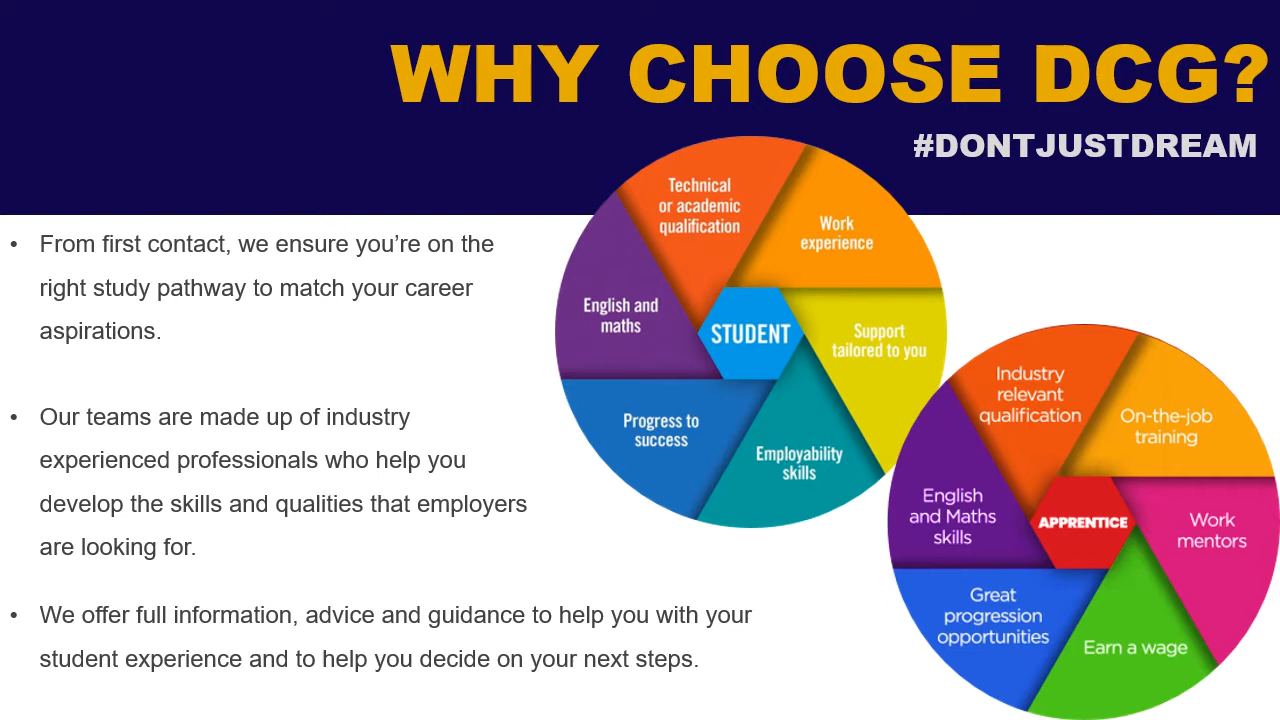 WHY CHOOSE DCG?
#DONTJUSTDREAM
• From first contact, we ensure you’re on the
right study pathway to match your career
aspirations.
• Our teams are made up of industry
experienced professionals who help you
develop the skills and qualities that employers
are looking for.
• We offer full information, advice and guidance to help you with your
student experience and to help you decide on your next steps.
Technical
or academic
qualification
Work
experience
Support
tailored to you
Employability
skills
Progress to
success
English and
maths
STUDENT
Industry
relevant
qualification
On-the-job
training
Work
mentors
Earn a wage
Great
progression
opportunities
English
and Maths
skills
APPRENTICE